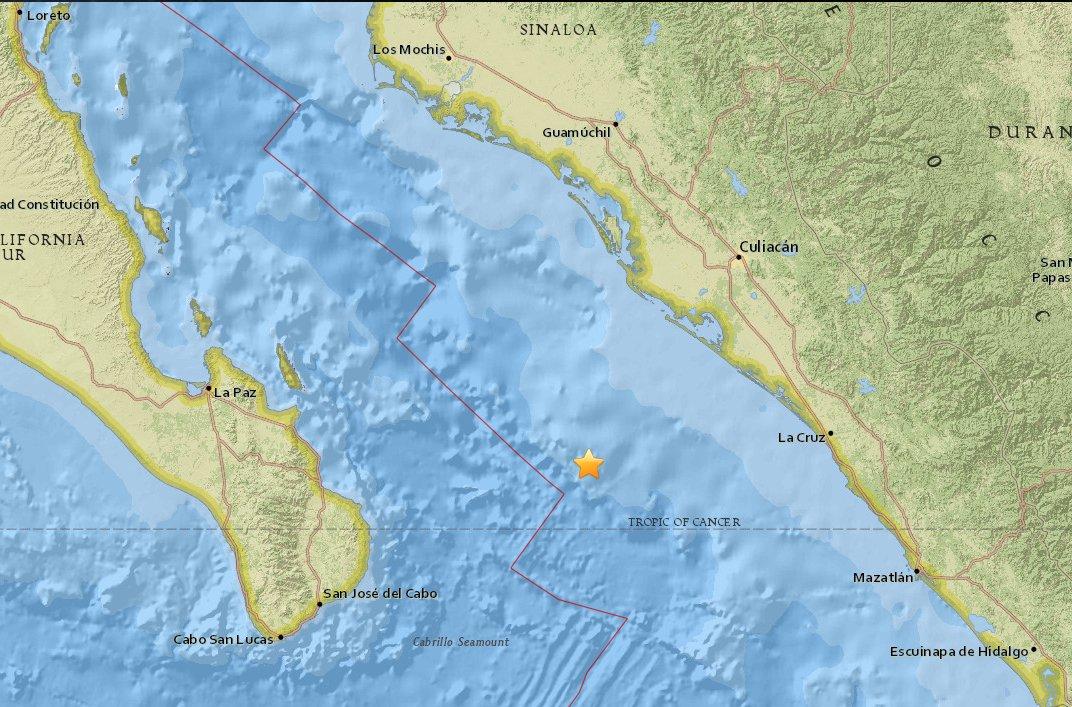 Loreto
SINALOA
E
Los Mochis
Guamúchil
DURAN
O
ad Constitución
LIFORNIA
UR
C
Culiacán
San N
Papas
C
La Paz
La Cruz
TROPIC OF CANCER
Mazatlán
San José del Cabo
Cabo San Lucas
Cabrillo Seamount
Escuinapa de Hidalgo